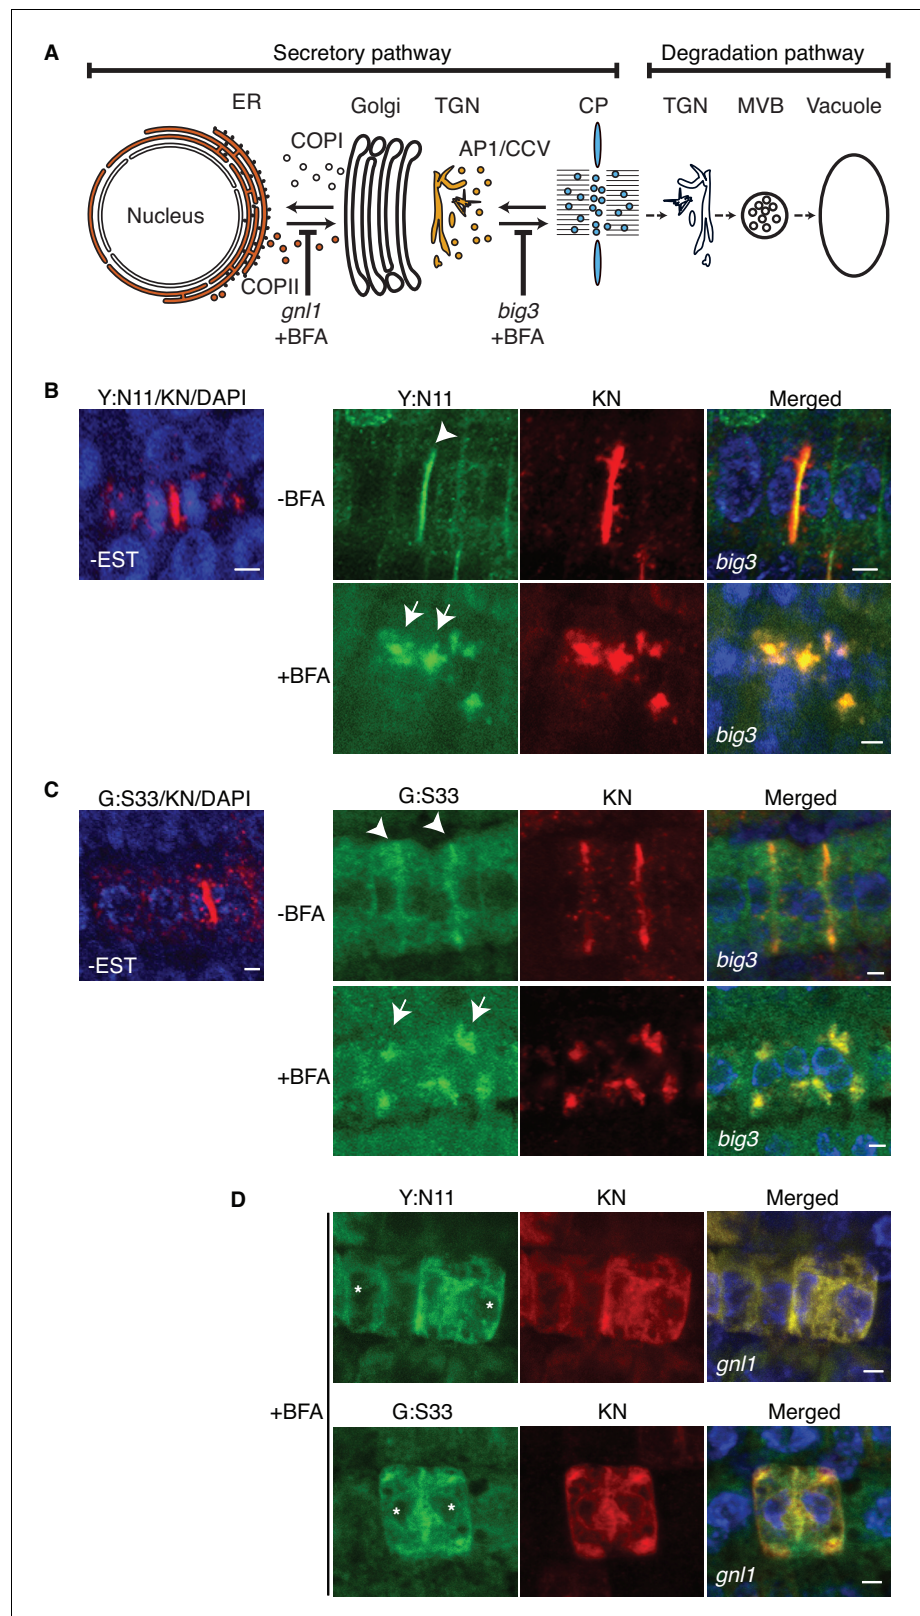 A
Secretory pathway
Degradation pathway
ER
Golgi
TGN
CP
TGN
MVB
Vacuole
COPI
AP1/CCV
Nucleus
COPII
gnl1
+BFA
big3
+BFA
B
Y:N11/KN/DAPI
Y:N11
KN
Merged
-BFA
-EST
big3
+BFA
big3
C
G:S33/KN/DAPI
G:S33
KN
Merged
-BFA
-EST
big3
+BFA
big3
D
Y:N11
KN
Merged
*
*
gnl1
+BFA
G:S33
KN
Merged
*
*
gnl1